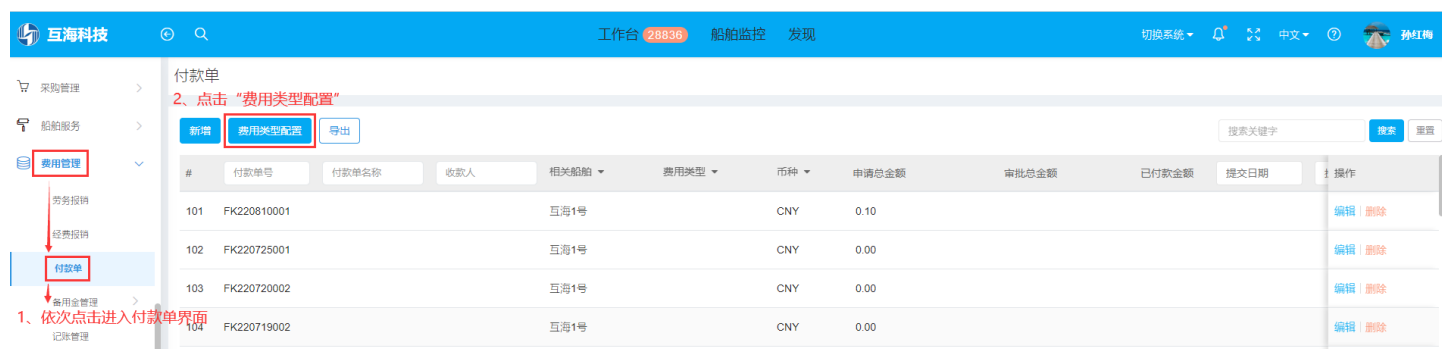 互海科技
工作台 28836 船舶监控 发现
切换系统 中文 孙红梅
采购管理
船舶服务
费用管理
劳务报销
经费报销
付款单
备用金管理
记账管理
1、依次点击进入付款单界面
付款单
2、点击“费用类型配置”
新增 费用类型配置 导出
搜索关键字 搜索 重置
# 付款单号 付款单名称 收款人 相关船舶 费用类型 币种 申请总金额 审批总金额 已付款金额 提交日期 操作
101 FK220810001 互海1号 CNY 0.10 编辑 删除
102 FK220725001 互海1号 CNY 0.00 编辑 删除
103 FK220720002 互海1号 CNY 0.00 编辑 删除
104 FK220719002 互海1号 CNY 0.00 编辑 删除